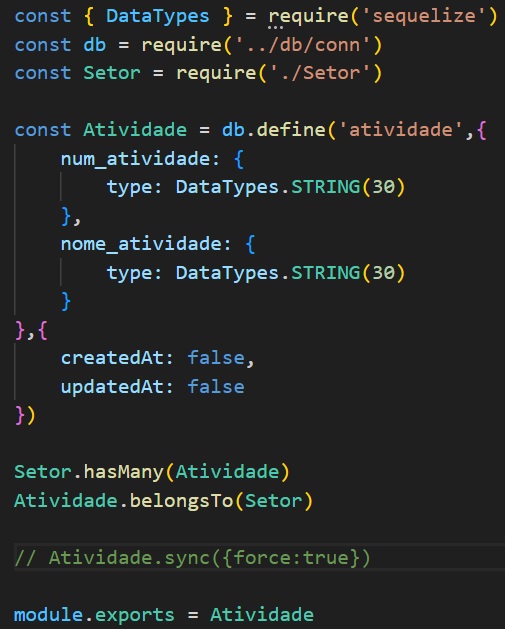 const { DataTypes } = require('sequelize')
const db = require('../db/conn')
const Setor = require('./Setor')

const Atividade = db.define('atividade',{
    num_atividade: {
        type: DataTypes.STRING(30)
    },
    nome_atividade: {
        type: DataTypes.STRING(30)
    }
},{
    createdAt: false,
    updatedAt: false
})

Setor.hasMany(Atividade)
Atividade.belongsTo(Setor)

// Atividade.sync({force:true})

module.exports = Atividade